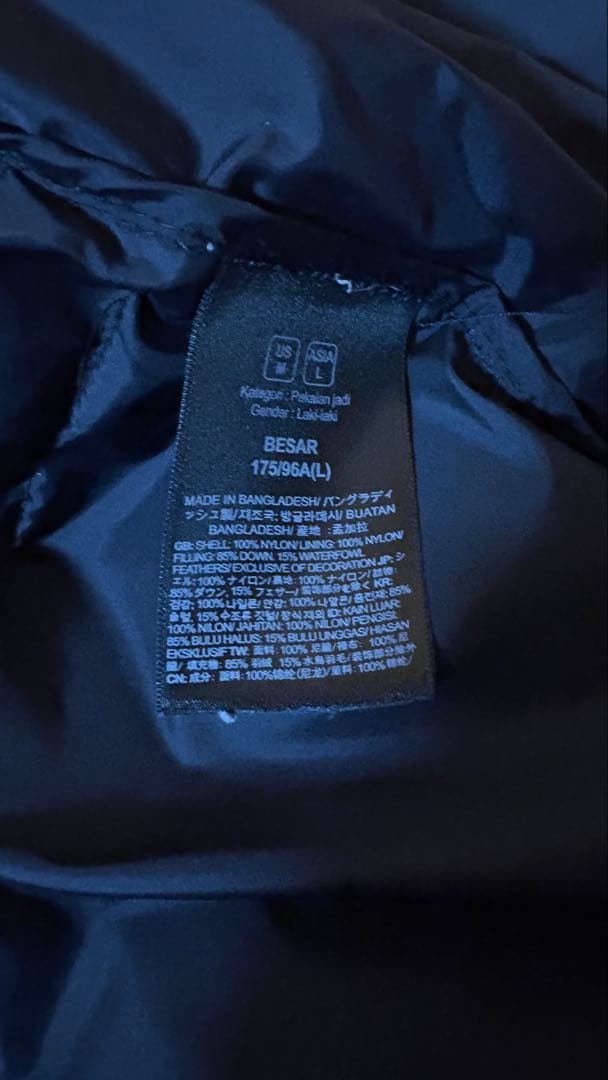 US ASIA
M L
Kategori : Pakaian jadi
Gender : Laki-laki
BESAR
175/96A(L)
MADE IN BANGLADESH/ バングラディ
ッシュ製/제조국: 방글라데시/ BUATAN
BANGLADESH/ 産地 : 孟加拉
GB: SHELL: 100% NYLON/ LINING: 100% NYLON/
FILLING: 85% DOWN. 15% WATERFOWL
FEATHERS/ EXCLUSIVE OF DECORATION JP: シ
ェル: 100% ナイロン/ 裏地 : 100% ナイロン/ 詰物
:85% ダウン. 15% フェザー/ 装飾部分を除く KR:
겉감: 100% 나일론/ 안감: 100% 나일론/ 충전재: 85%
솜털, 15% 수조류 깃털/ 장식 제외 ID: KAIN LUAR:
100% NILON/ JAHITAN: 100% NILON/ PENGISI:
85% BULU HALUS: 15% BULU UNGGAS/ HIASAN
EKSKLUSIF TW: 面料: 100% 尼龍/ 裡布: 100% 尼
龍/ 填充物: 85% 羽絨 15% 水鳥羽毛/ 裝飾部分除外
CN: 成分: 面料: 100%锦纶(尼龙)/ 里料: 100%锦纶/